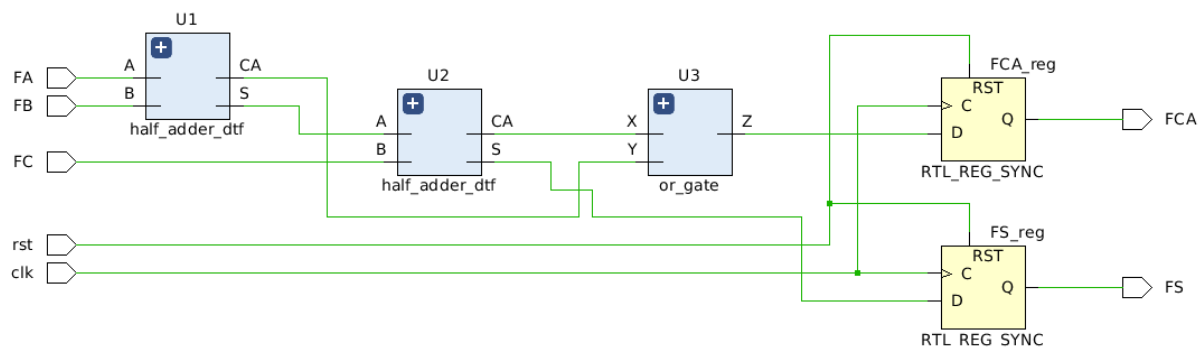 U1
FA
FB
A
B
CA
S
half_adder_dtf
FC
U2
A
B
CA
S
half_adder_dtf
U3
X
Y
Z
or_gate
rst
clk
FCA_reg
RST
C
D
Q
RTL_REG_SYNC
FCA
FS_reg
RST
C
D
Q
RTL_REG_SYNC
FS